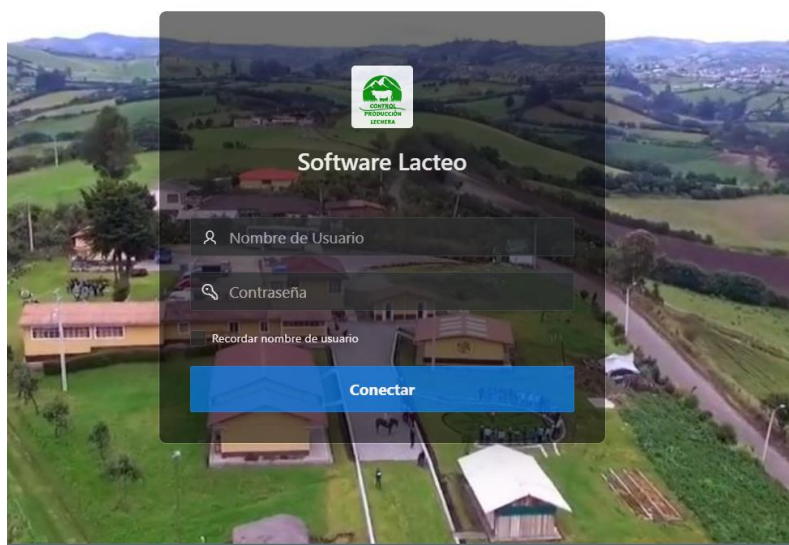 CONTROL
PRODUCCIÓN
LECHERA
Software Lacteo
Nombre de Usuario
Contraseña
Recordar nombre de usuario
Conectar